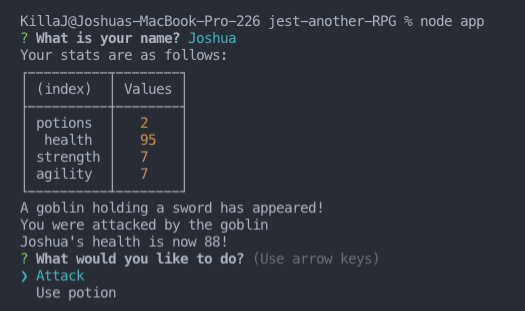 KillaJ@Joshuas-MacBook-Pro-226 jest-another-RPG % node app
? What is your name? Joshua
Your stats are as follows:
(index) Values
potions 2
health 95
strength 7
agility 7
A goblin holding a sword has appeared!
You were attacked by the goblin
Joshua's health is now 88!
? What would you like to do? (Use arrow keys)
❯ Attack
Use potion